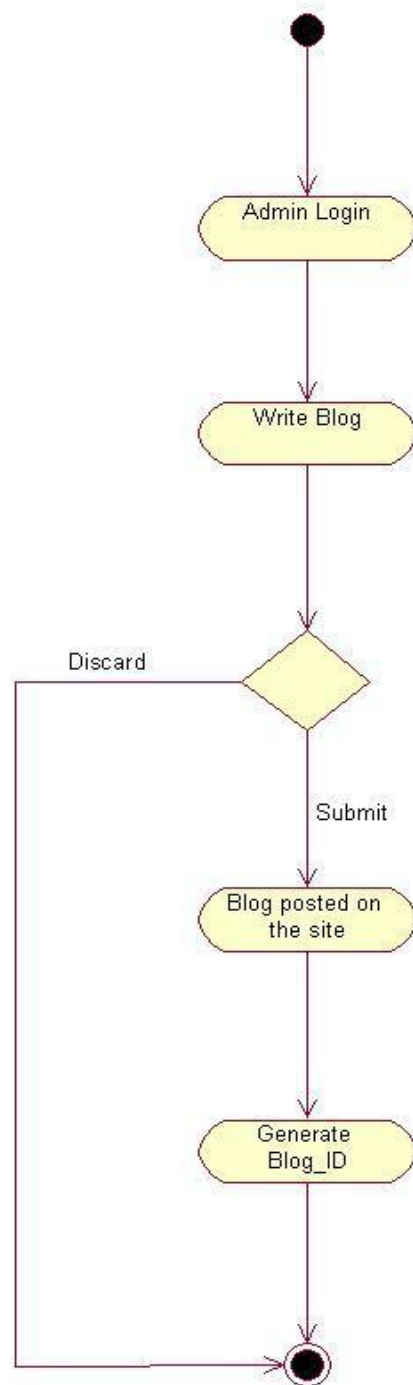 Admin Login
Write Blog
Discard
Submit
Blog posted on
the site
Generate
Blog_ID